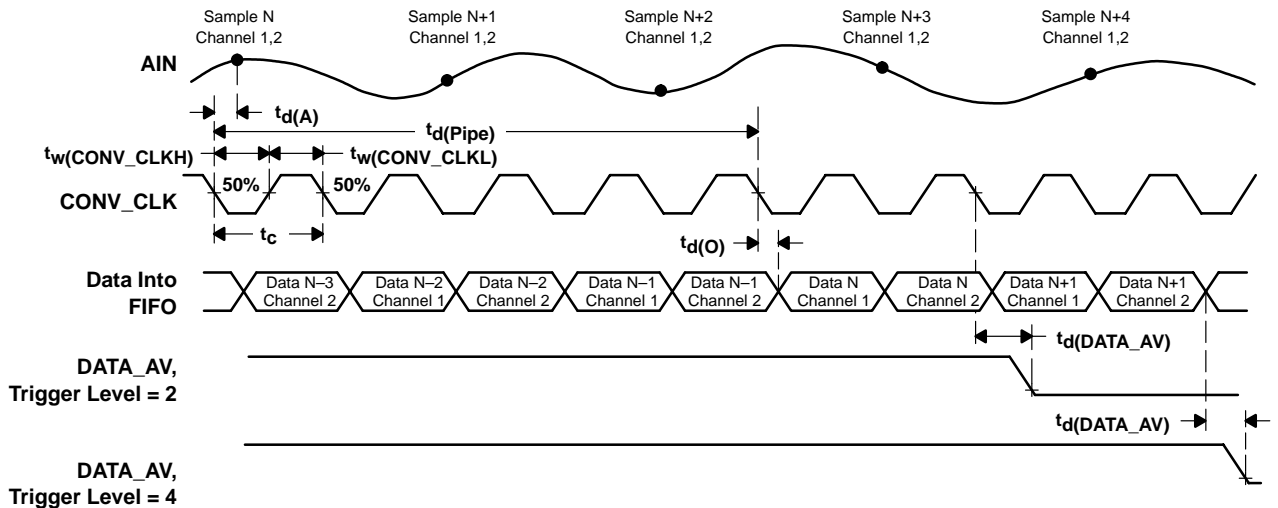 Sample N
Channel 1,2
Sample N+1
Channel 1,2
Sample N+2
Channel 1,2
Sample N+3
Channel 1,2
Sample N+4
Channel 1,2
AIN
td(A)
td(Pipe)
tw(CONV_CLKH)
tw(CONV_CLKL)
50%
50%
CONV_CLK
tc
td(O)
Data Into
FIFO
Data N–3
Channel 2
Data N–2
Channel 1
Data N–2
Channel 2
Data N–1
Channel 1
Data N–1
Channel 2
Data N
Channel 1
Data N
Channel 2
Data N+1
Channel 1
Data N+1
Channel 2
td(DATA_AV)
DATA_AV,
Trigger Level = 2
td(DATA_AV)
DATA_AV,
Trigger Level = 4